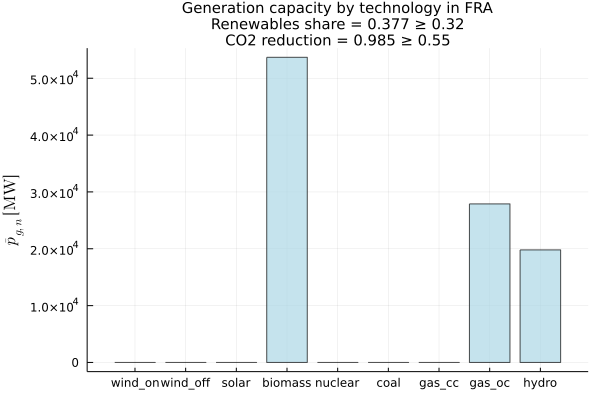 Generation capacity by technology in FRA
Renewables share = 0.377 ≥ 0.32
CO2 reduction = 0.985 ≥ 0.55
p̄g,n [MW]
5.0×10⁴
4.0×10⁴
3.0×10⁴
2.0×10⁴
1.0×10⁴
0
wind_on wind_off solar biomass nuclear coal gas_cc gas_oc hydro